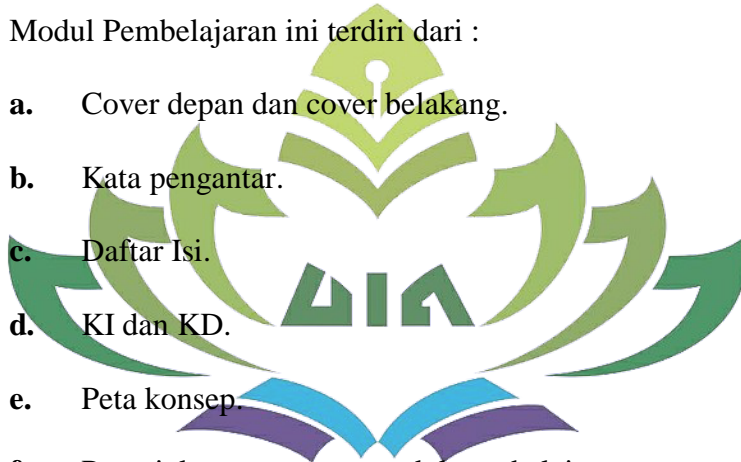 Modul Pembelajaran ini terdiri dari :
a. Cover depan dan cover belakang.
b. Kata pengantar.
c. Daftar Isi.
UIN
d. KI dan KD.
e. Peta konsep.